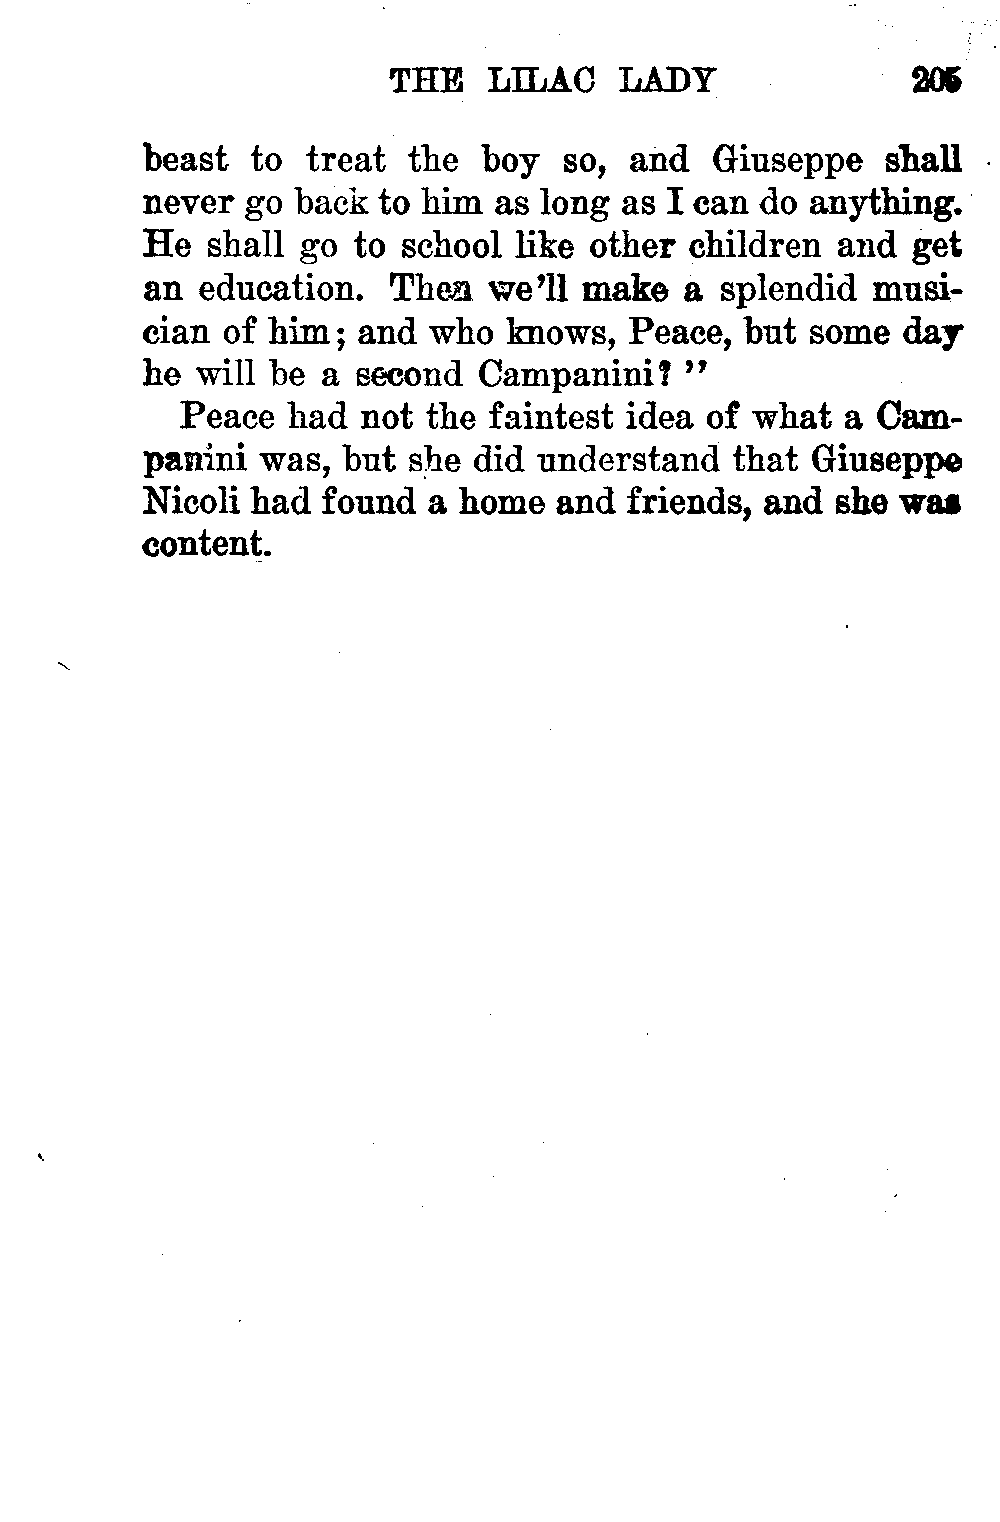 THE LILAC LADY 205
beast to treat the boy so, and Giuseppe shall
never go back to him as long as I can do anything.
He shall go to school like other children and get
an education. Then we'll make a splendid musi-
cian of him; and who knows, Peace, but some day
he will be a second Campanini?"
Peace had not the faintest idea of what a Cam-
panini was, but she did understand that Giuseppe
Nicoli had found a home and friends, and she was
content.